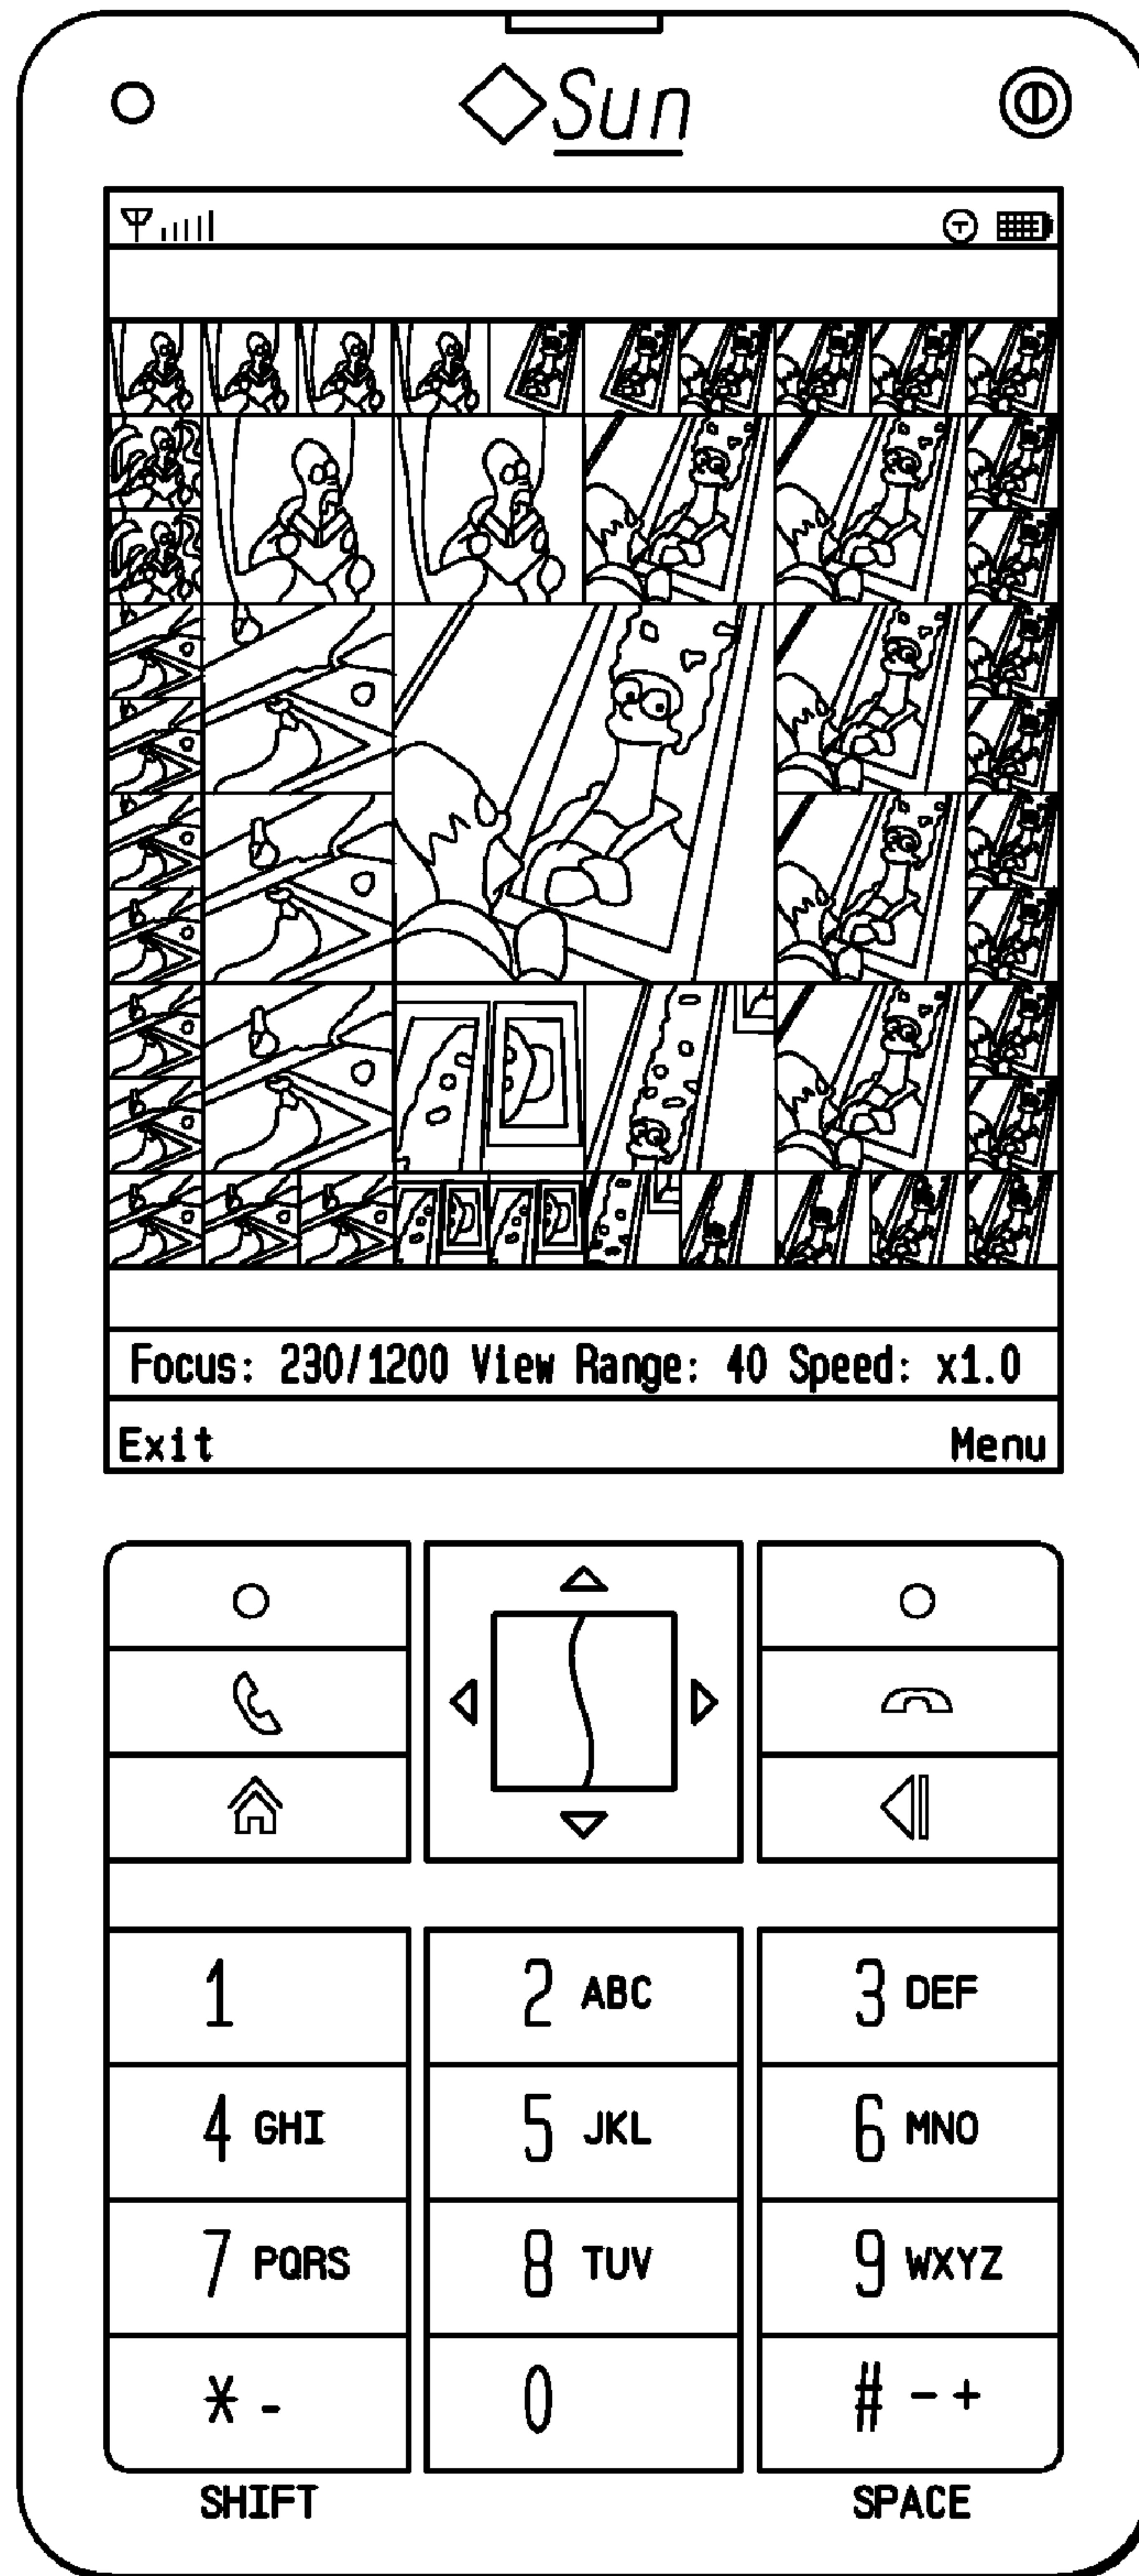 Sun
Focus: 230/1200 View Range: 40 Speed: x1.0
Exit Menu
1 2 ABC 3 DEF
4 GHI 5 JKL 6 MNO
7 PQRS 8 TUV 9 WXYZ
* - 0 # - +
SHIFT SPACE